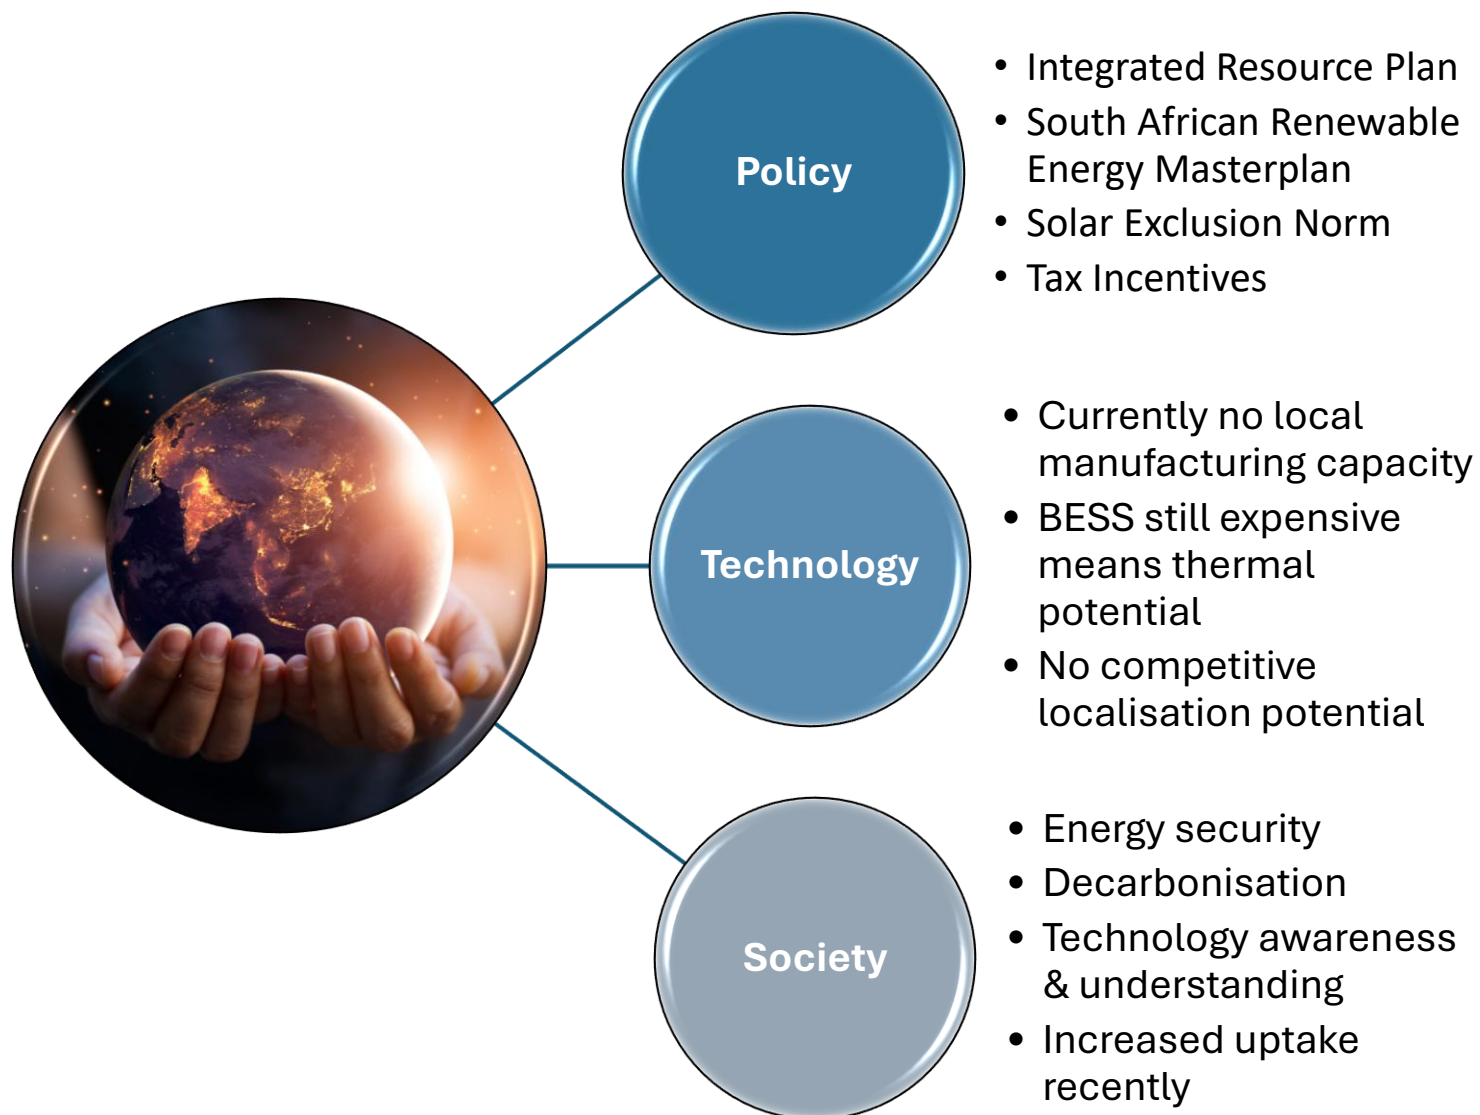 Policy
• Integrated Resource Plan
• South African Renewable
Energy Masterplan
• Solar Exclusion Norm
• Tax Incentives
Technology
• Currently no local
manufacturing capacity
• BESS still expensive
means thermal
potential
• No competitive
localisation potential
Society
• Energy security
• Decarbonisation
• Technology awareness
& understanding
• Increased uptake
recently